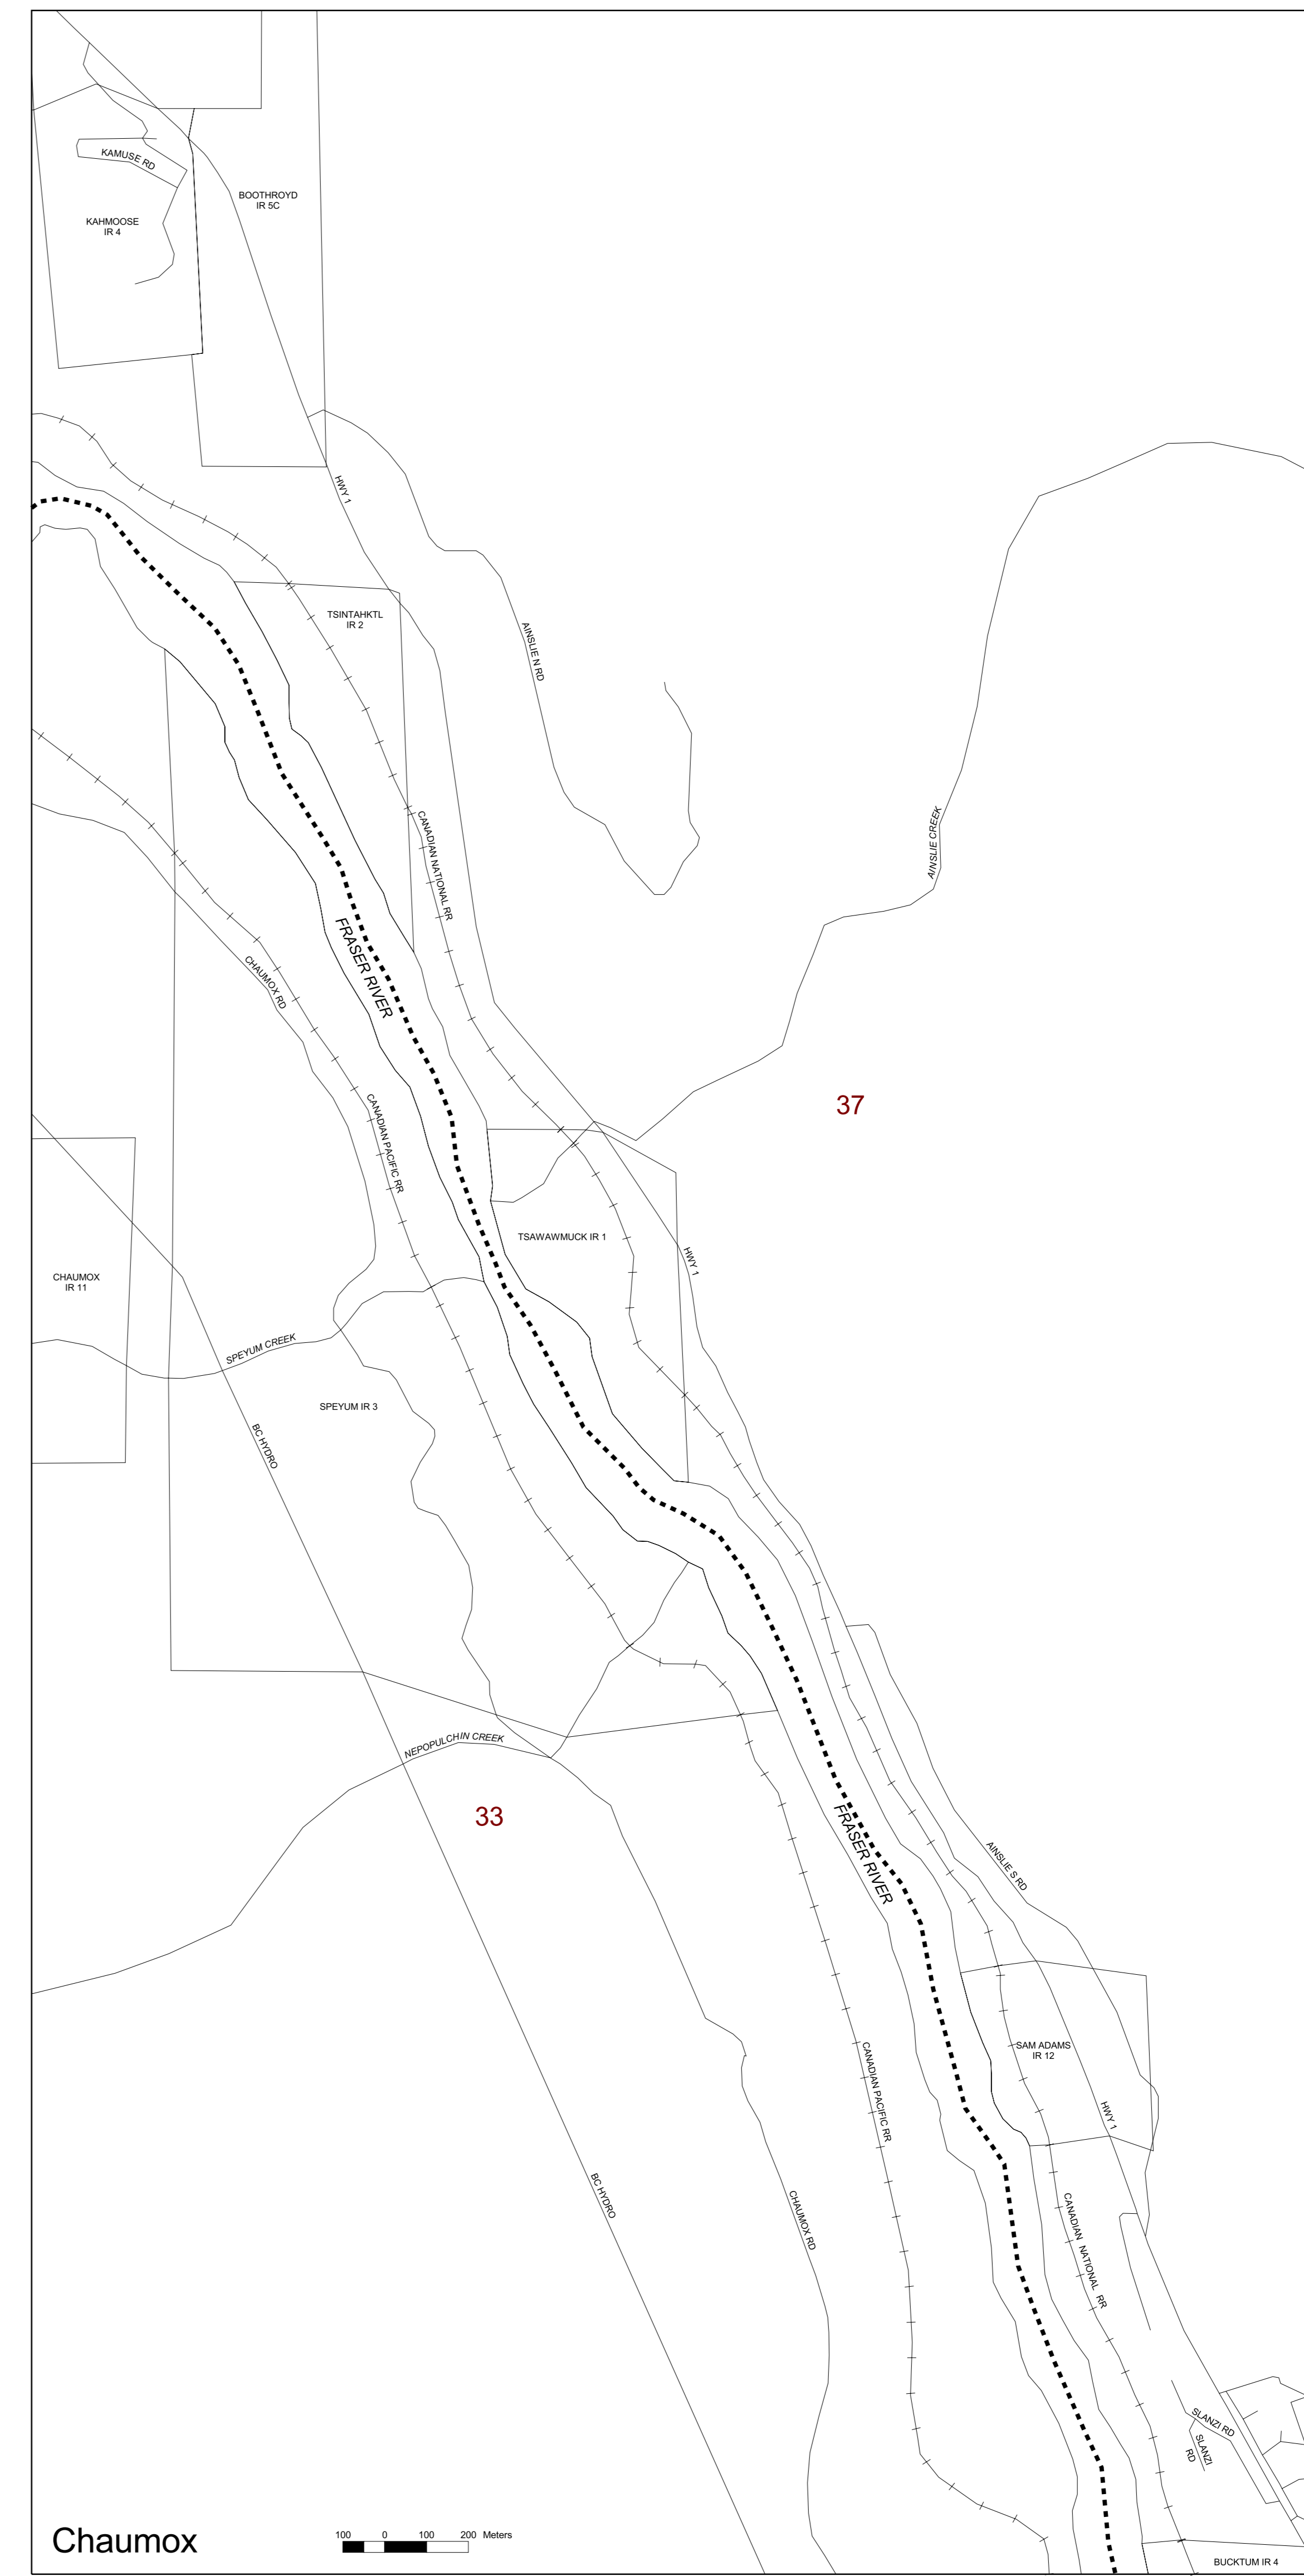 KAMUSE RD
BOOTHROYD
IR 5C
KAHMOOSE
IR 4
HWY 1
TSINTAHKTL
IR 2
AINSLIE N RD
AINSLIE CREEK
CANADIAN NATIONAL RR
FRASER RIVER
CHAUMOX RD
CANADIAN PACIFIC RR
37
TSAWAWMUCK IR 1
HWY 1
CHAUMOX
IR 11
SPEYUM CREEK
SPEYUM IR 3
BC HYDRO
NEPOPULCHIN CREEK
33
FRASER RIVER
AINSLIE S RD
SAM ADAMS
IR 12
CANADIAN PACIFIC RR
HWY 1
BC HYDRO
CHAUMOX RD
CANADIAN NATIONAL RR
SLANZI RD
SLANZI
RD
Chaumox
100 0 100 200 Meters
BUCKTUM IR 4